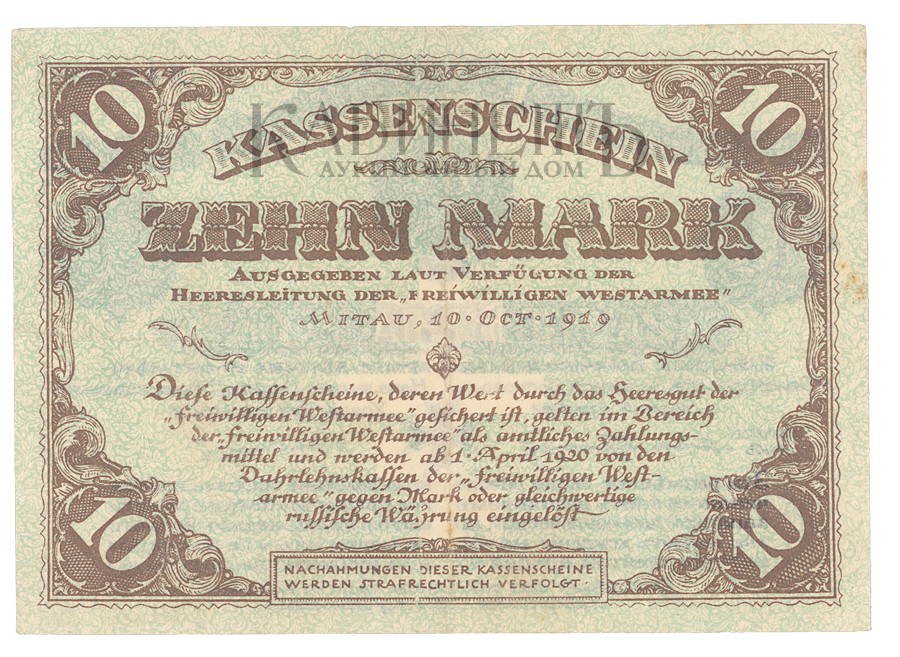 10 10
КАБИНЕТЪ
KASSENSCHEIN
АУКЦИОННЫЙ ДОМ
ZEHN MARK
AUSGEGEBEN LAUT VERFÜGUNG DER
HEERESLEITUNG DER „FREIWILLIGEN WESTARMEE"
MITAU, 10·OCT·1919
Diese Kassenscheine, deren Wert durch das Heeresgut der
„freiwilligen Westarmee" gesichert ist, gelten im Bereich
der „freiwilligen Westarmee" als amtliches Zahlungs-
mittel und werden ab 1·April 1920 von den
Dahrlehnskassen der „freiwilligen West-
armee" gegen Mark oder gleichwertige
russische Währung eingelöst-
10 10
NACHAHMUNGEN DIESER KASSENSCHEINE
WERDEN STRAFRECHTLICH VERFOLGT·